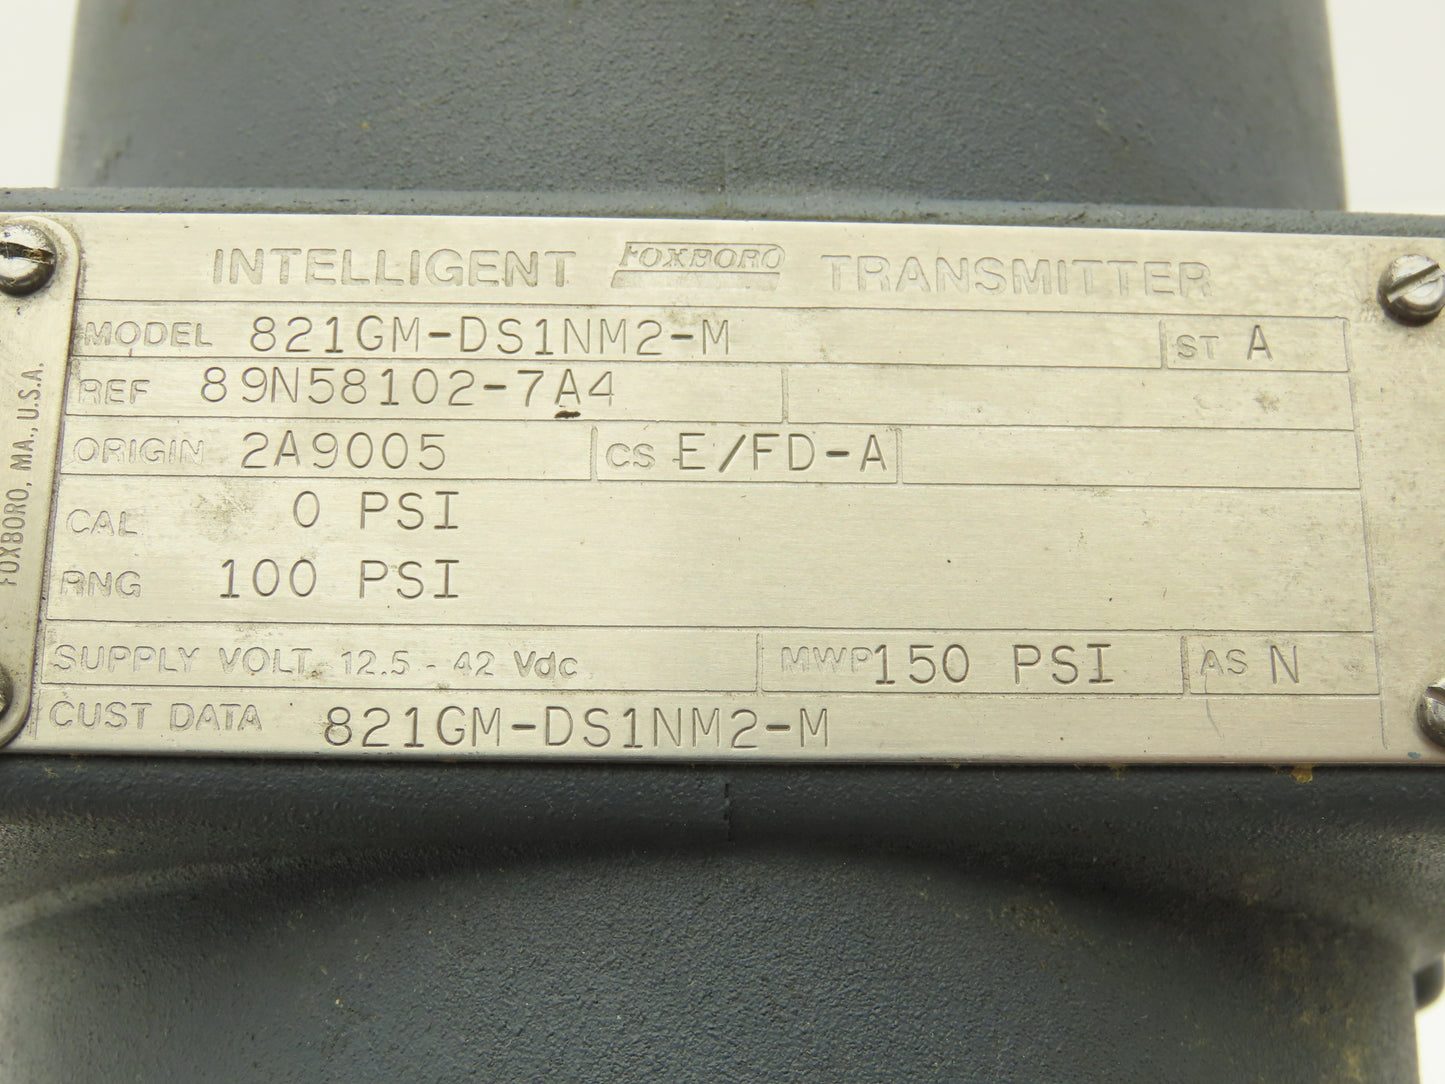 INTELLIGENT FOXBORO TRANSMITTER
MODEL 821GM-DS1NM2-M ST A
REF 89N58102-7A4
ORIGIN 2A9005 CS E/FD-A
CAL 0 PSI
RNG 100 PSI
SUPPLY VOLT. 12.5 - 42 Vdc MWP 150 PSI AS N
CUST DATA 821GM-DS1NM2-M
FOXBORO, MA., U.S.A.